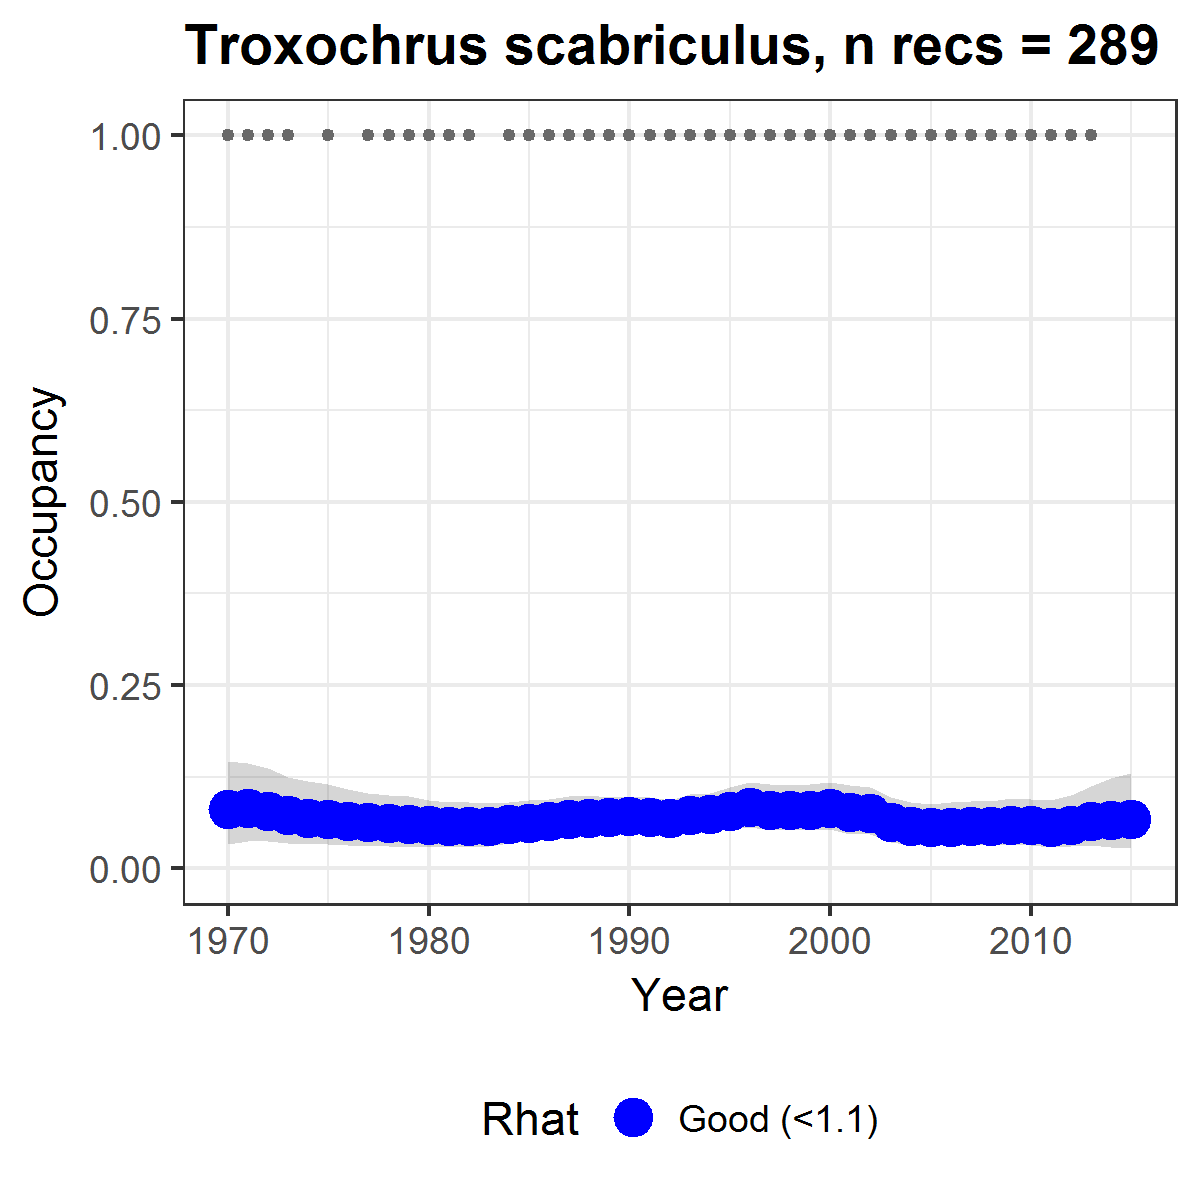 Troxochrus scabriculus, n recs = 289
1.00
0.75
0.50
0.25
0.00
Occupancy
1970 1980 1990 2000 2010
Year
Rhat Good (<1.1)